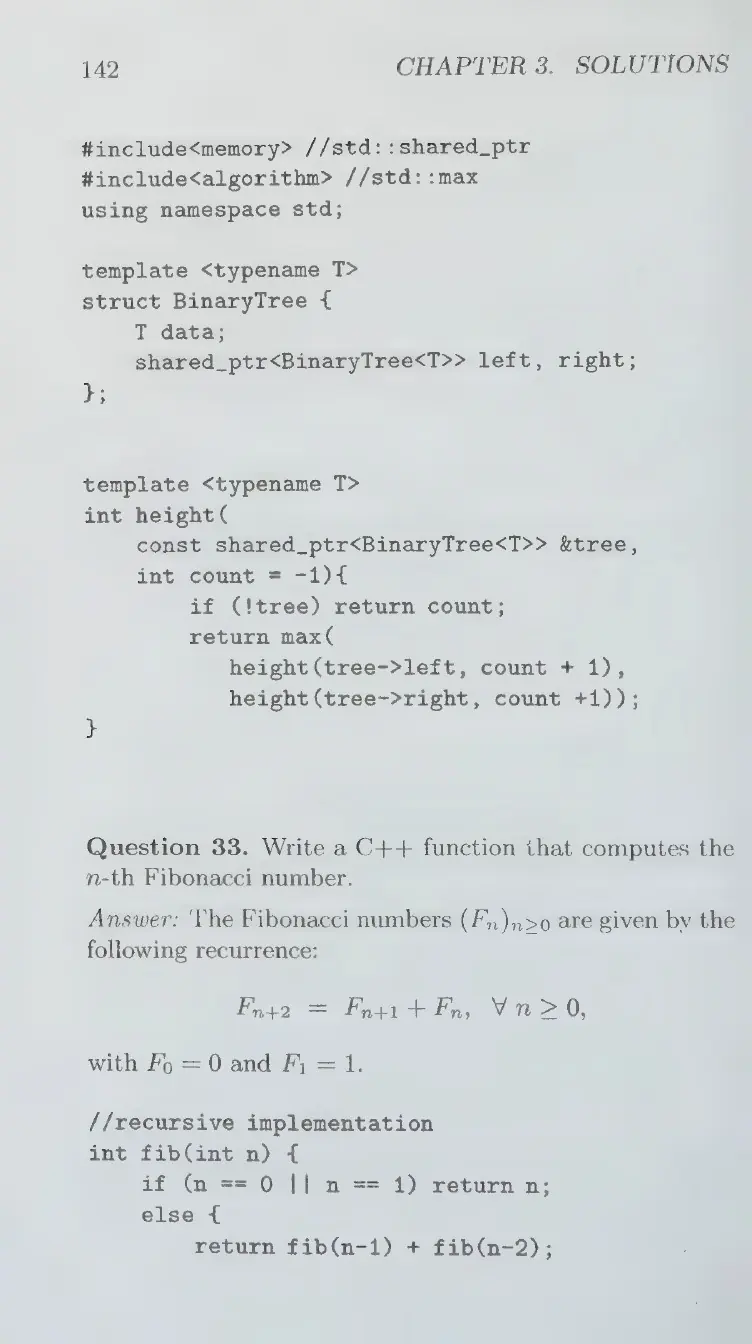 142 CHAPTER 3. SOLUTIONS
#include<memory> //std::shared_ptr
#include<algorithm> //std::max
using namespace std;
template <typename T>
struct BinaryTree {
    T data;
    shared_ptr<BinaryTree<T>> left, right;
};
template <typename T>
int height(
    const shared_ptr<BinaryTree<T>> &tree,
    int count = -1){
        if (!tree) return count;
        return max(
           height(tree->left, count + 1),
           height(tree->right, count +1));
}
Question 33. Write a C++ function that computes the
n-th Fibonacci number.
Answer: The Fibonacci numbers (Fₙ)ₙ≥₀ are given by the
following recurrence:
Fₙ₊₂ = Fₙ₊₁ + Fₙ, ∀ n ≥ 0,
with F₀ = 0 and F₁ = 1.
//recursive implementation
int fib(int n) {
    if (n == 0 || n == 1) return n;
    else {
        return fib(n-1) + fib(n-2);